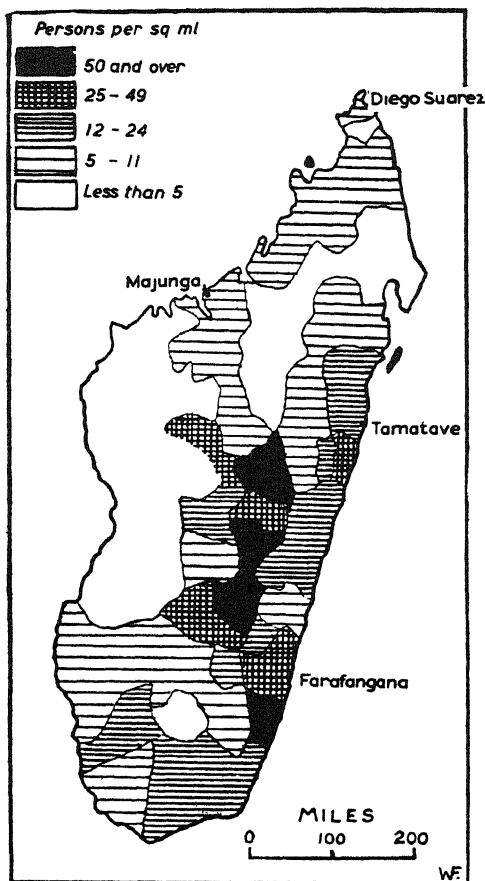 Persons per sq ml
50 and over
25 - 49
12 - 24
5 - 11
Less than 5
Diego Suarez
Majunga
Tamatave
Farafangana
MILES
0 100 200
W.F.